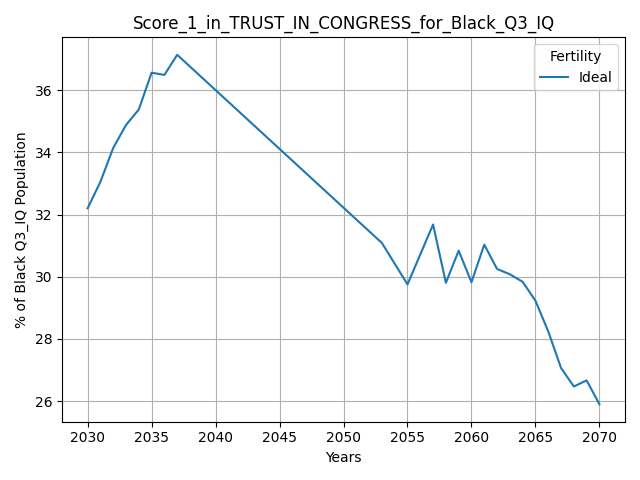 Score_1_in_TRUST_IN_CONGRESS_for_Black_Q3_IQ
Fertility
Ideal
% of Black Q3_IQ Population
36
34
32
30
28
26
2030 2035 2040 2045 2050 2055 2060 2065 2070
Years